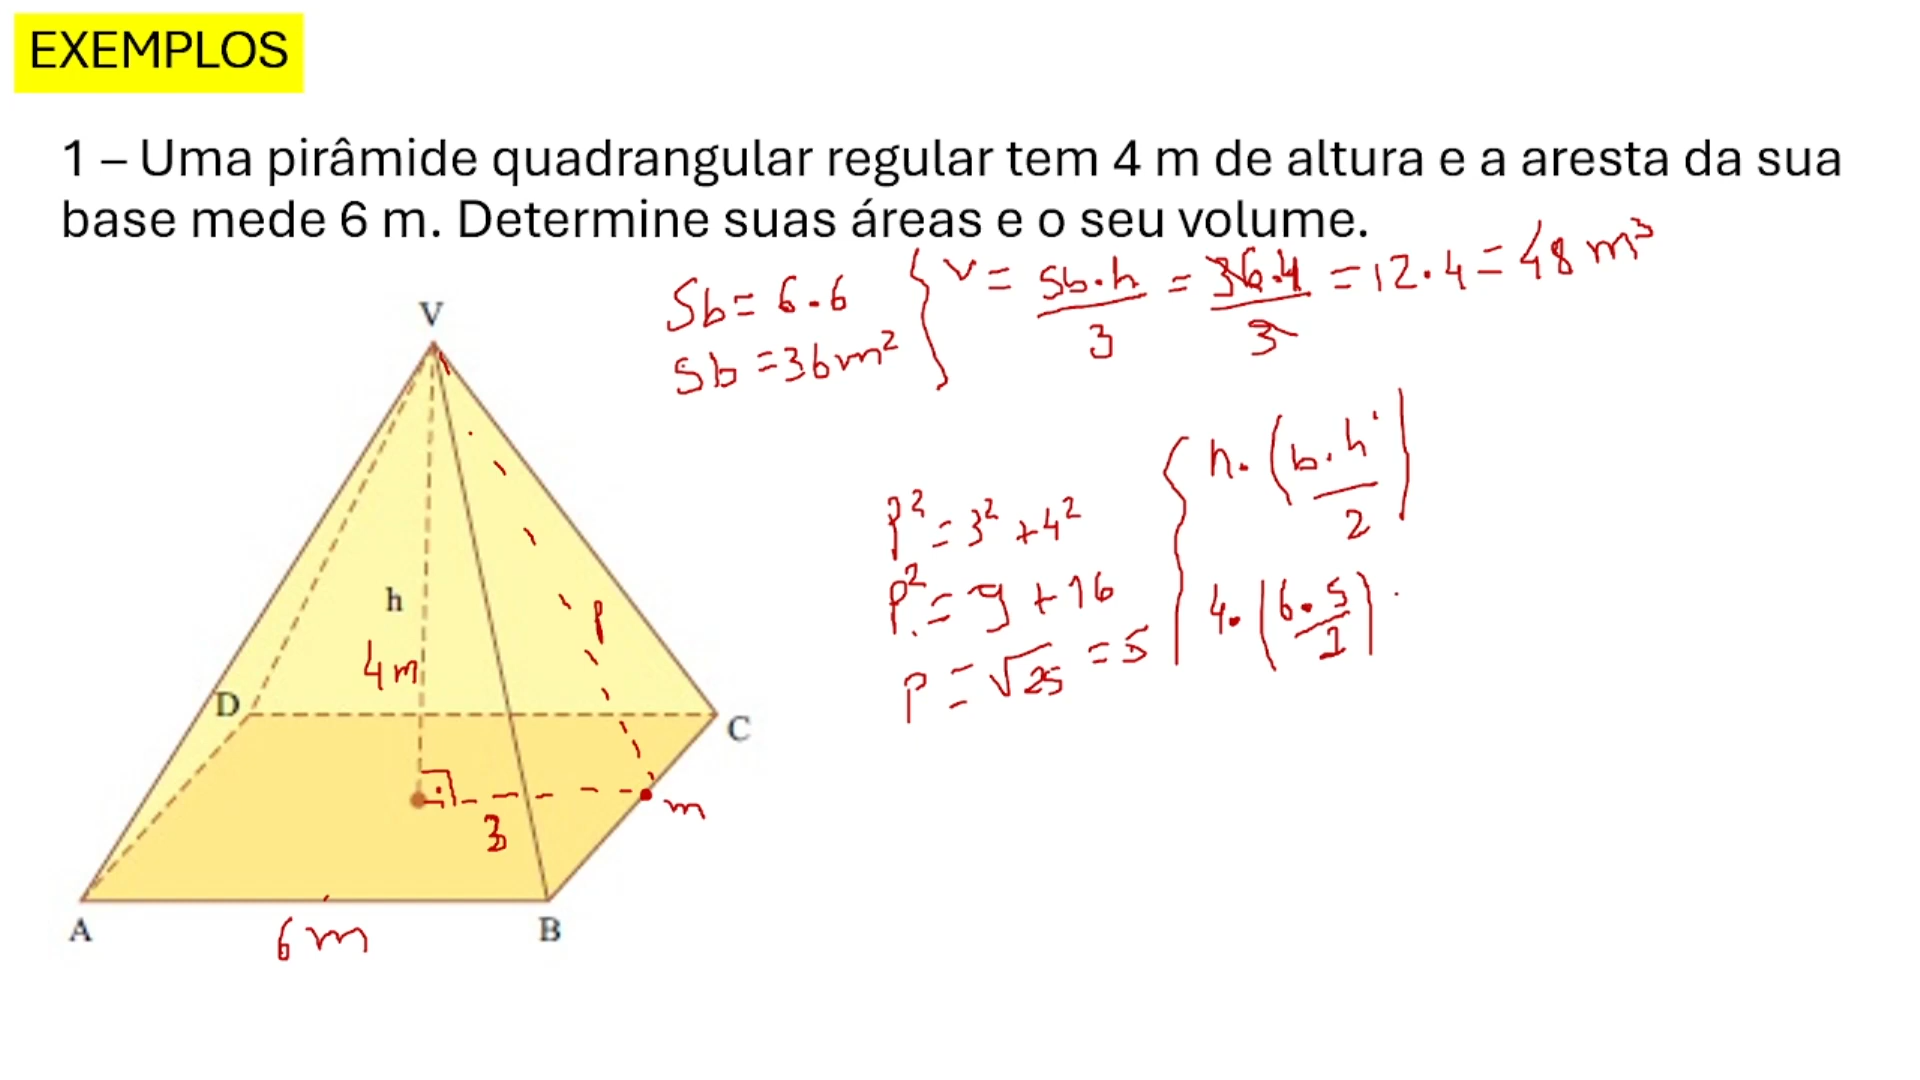 EXEMPLOS
1 – Uma pirâmide quadrangular regular tem 4 m de altura e a aresta da sua
base mede 6 m. Determine suas áreas e o seu volume.
Sb = 6.6
Sb = 36m²
V = Sb.h/3 = 36.4/3 = 12.4 = 48 m³
V
h
4m
D
C
3
m
A
B
6m
p
p² = 3² + 4²
p² = 9 + 16
p = √25 = 5
n.(b.h/2)
4.(6.5/2)